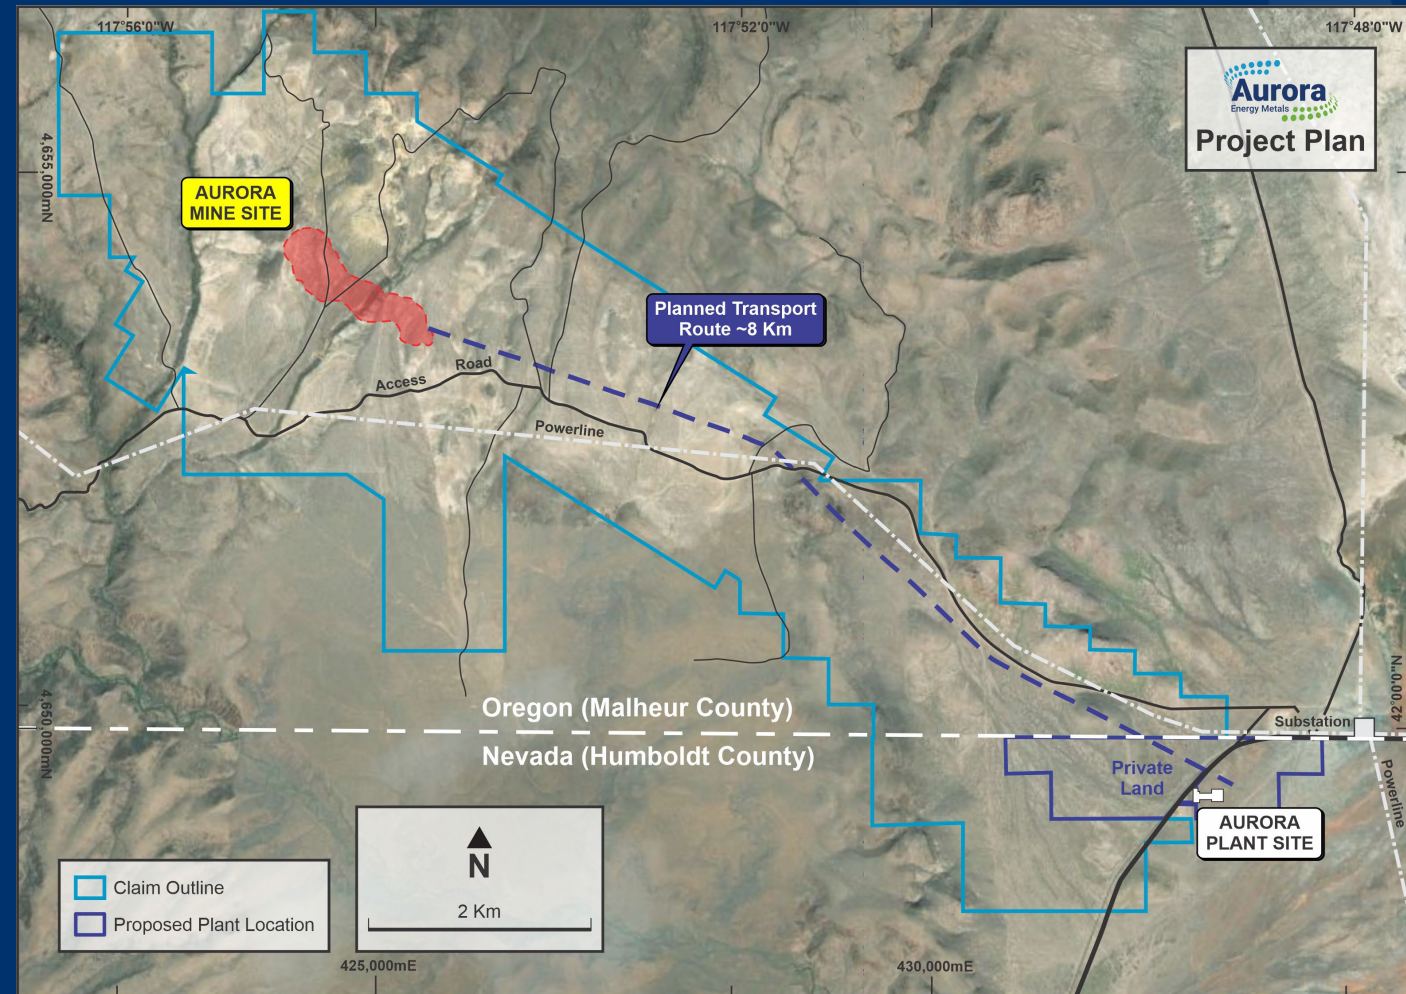 117°56'0"W
117°52'0"W
117°48'0"W
Aurora
Energy Metals
Project Plan
4,655,000mN
AURORA
MINE SITE
Planned Transport
Route ~8 Km
Access Road
Powerline
42°00'0"N
4,650,000mN
Oregon (Malheur County)
Substation
Nevada (Humboldt County)
Private
Land
Powerline
AURORA
PLANT SITE
N
2 Km
Claim Outline
Proposed Plant Location
425,000mE
430,000mE